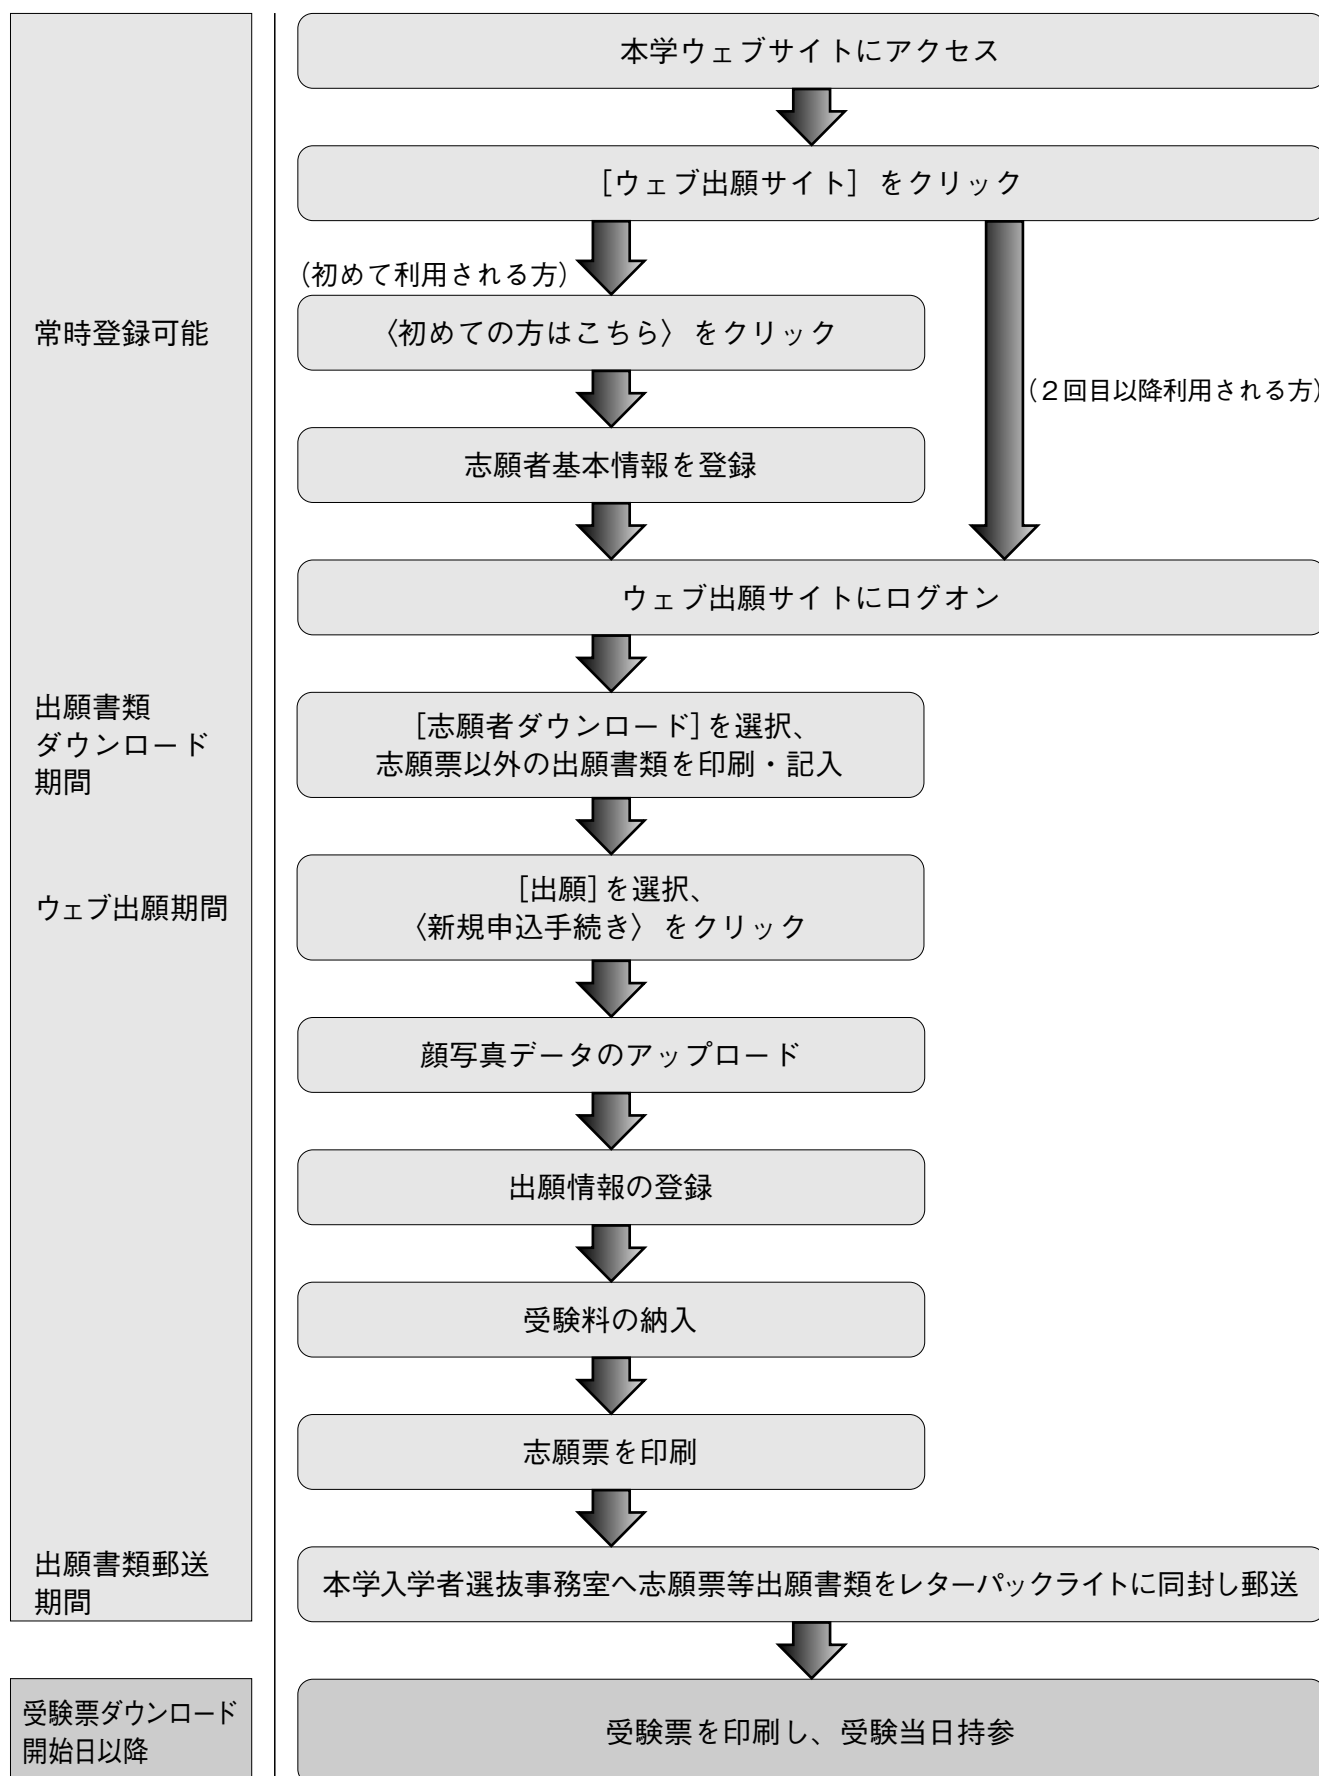 本学ウェブサイトにアクセス
[ウェブ出願サイト]をクリック
(初めて利用される方)
常時登録可能
〈初めての方はこちら〉をクリック
(2回目以降利用される方)
志願者基本情報を登録
ウェブ出願サイトにログオン
出願書類
ダウンロード
期間
[志願者ダウンロード]を選択、
志願票以外の出願書類を印刷・記入
ウェブ出願期間
[出願]を選択、
〈新規申込手続き〉をクリック
顔写真データのアップロード
出願情報の登録
受験料の納入
志願票を印刷
出願書類郵送
期間
本学入学者選抜事務室へ志願票等出願書類をレターパックライトに同封し郵送
受験票ダウンロード
開始日以降
受験票を印刷し、受験当日持参